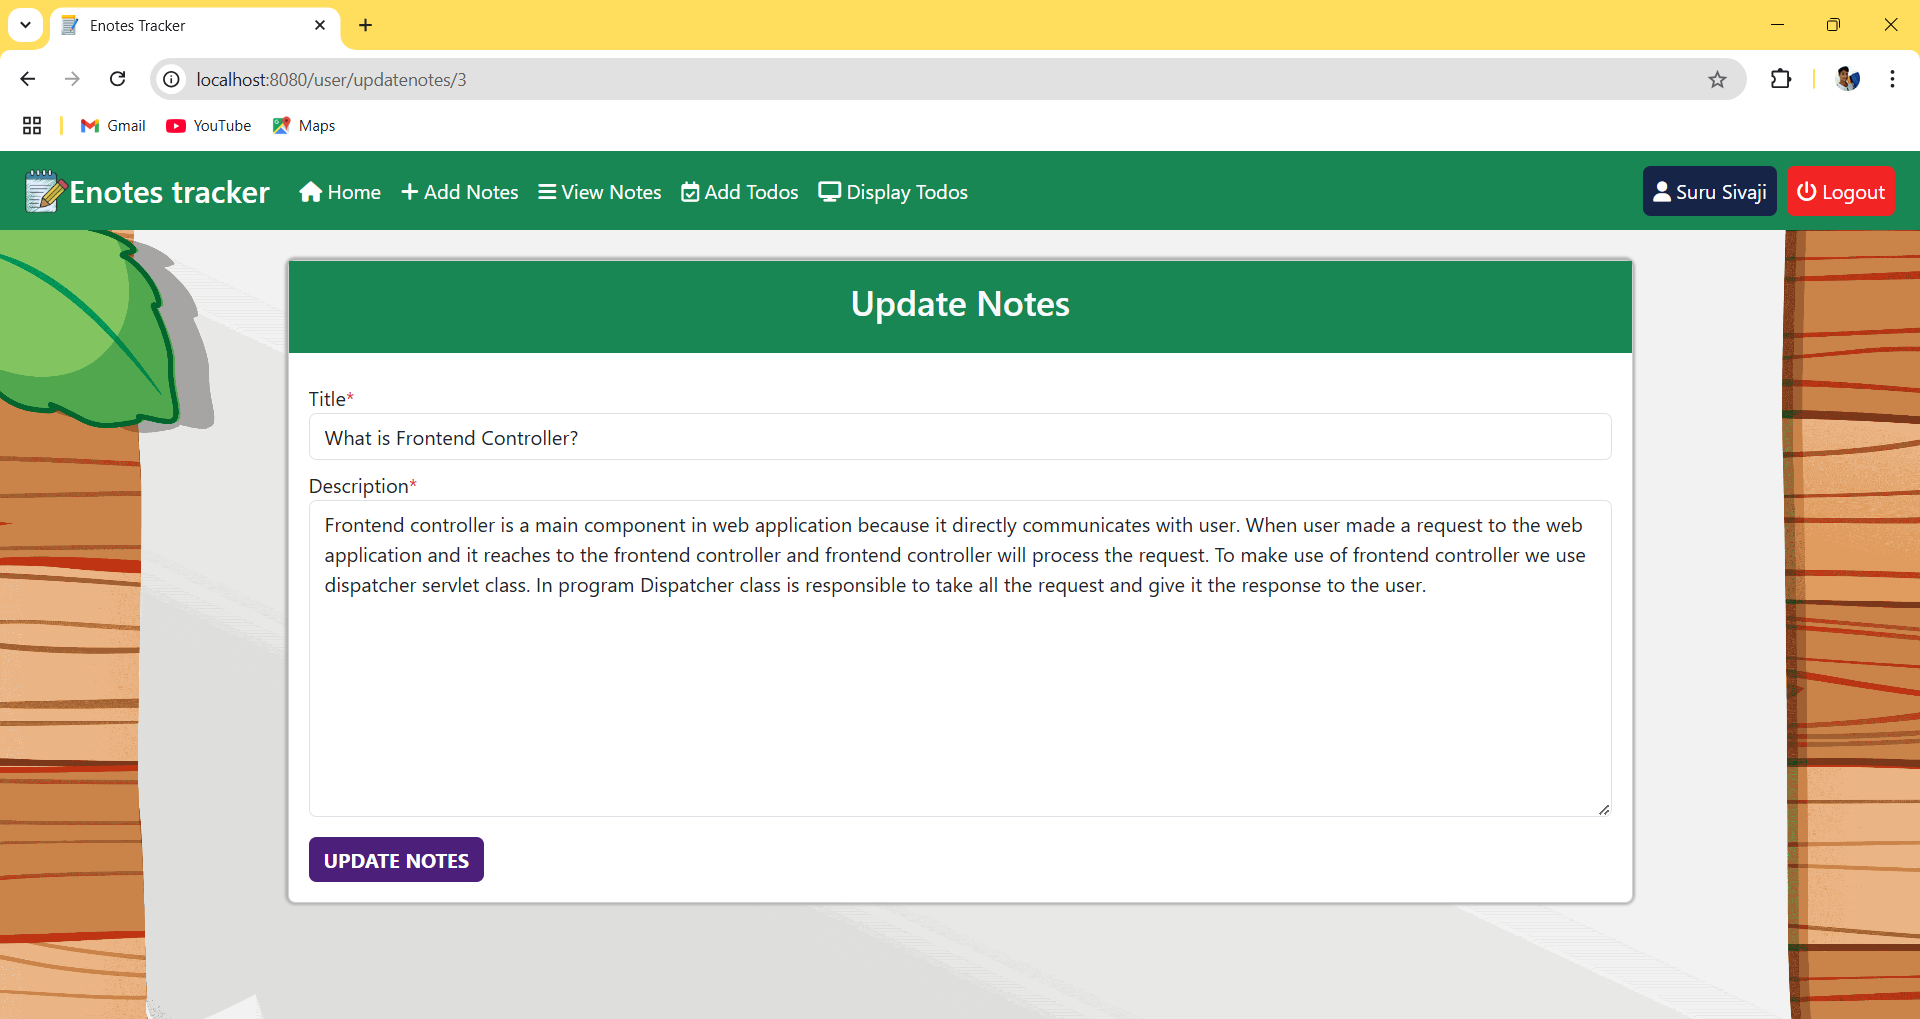 Enotes Tracker
localhost:8080/user/updatenotes/3
Gmail YouTube Maps
Enotes tracker Home Add Notes View Notes Add Todos Display Todos Suru Sivaji Logout
Update Notes
Title*
What is Frontend Controller?
Description*
Frontend controller is a main component in web application because it directly communicates with user. When user made a request to the web
application and it reaches to the frontend controller and frontend controller will process the request. To make use of frontend controller we use
dispatcher servlet class. In program Dispatcher class is responsible to take all the request and give it the response to the user.
UPDATE NOTES